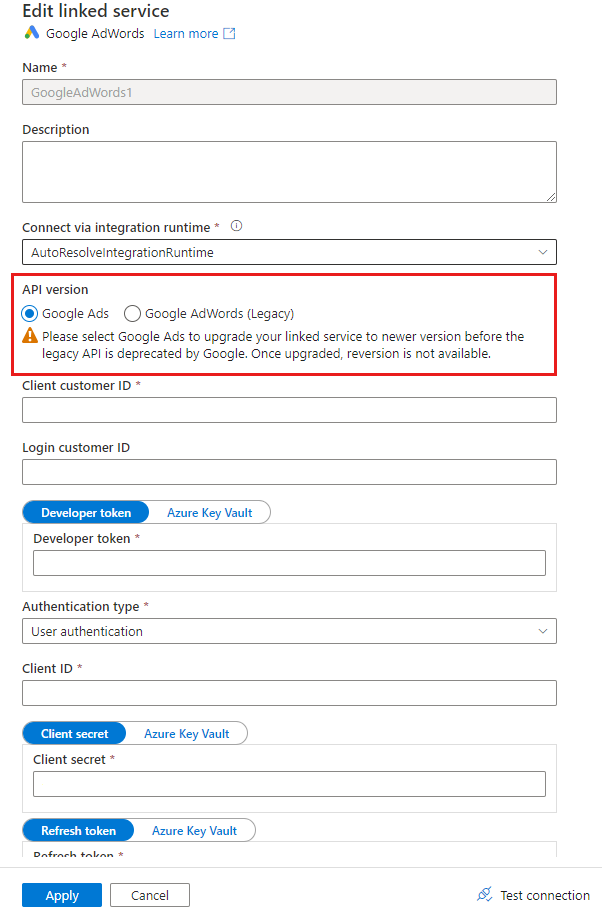 Edit linked service
Google AdWords Learn more
Name *
GoogleAdWords1
Description
Connect via integration runtime *
AutoResolveIntegrationRuntime
API version
Google Ads Google AdWords (Legacy)
Please select Google Ads to upgrade your linked service to newer version before the
legacy API is deprecated by Google. Once upgraded, reversion is not available.
Client customer ID *
Login customer ID
Developer token Azure Key Vault
Developer token *
Authentication type *
User authentication
Client ID *
Client secret Azure Key Vault
Client secret *
Refresh token Azure Key Vault
Refresh token *
Apply Cancel Test connection